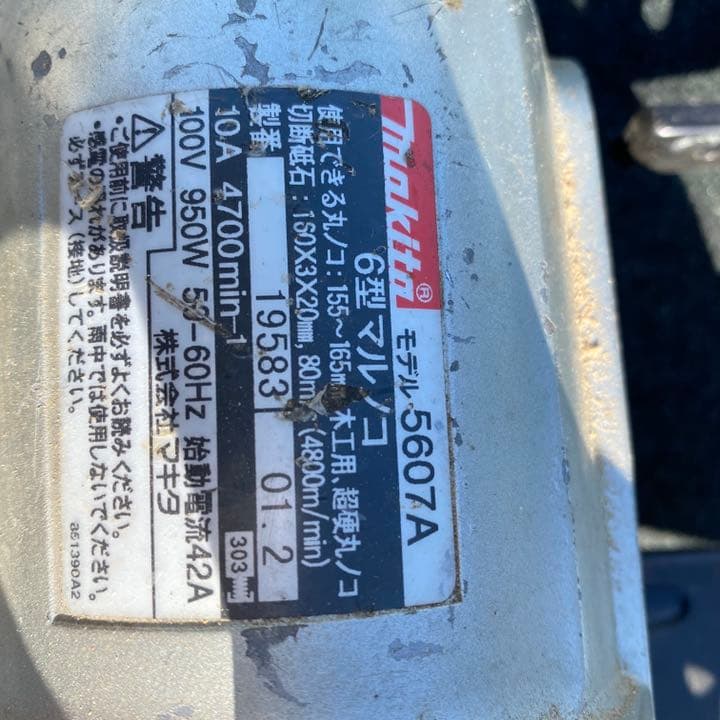 Makita® モデル 5607A
6型 マルノコ
使用できる丸ノコ：155～165㎜,木工用、超硬丸ノコ
切断砥石：180X3X20㎜, 80m/s (4800m/min)
製番 19583 01.2
10A 4700min-1 303
100V 950W 50-60Hz 始動電流42A
⚠警告 株式会社 マキタ
・ご使用前に取扱説明書を必ずよくお読みください。
・感電の恐れがあります。雨中では使用しないでください。
必ずアース（接地）してください。
851390A2